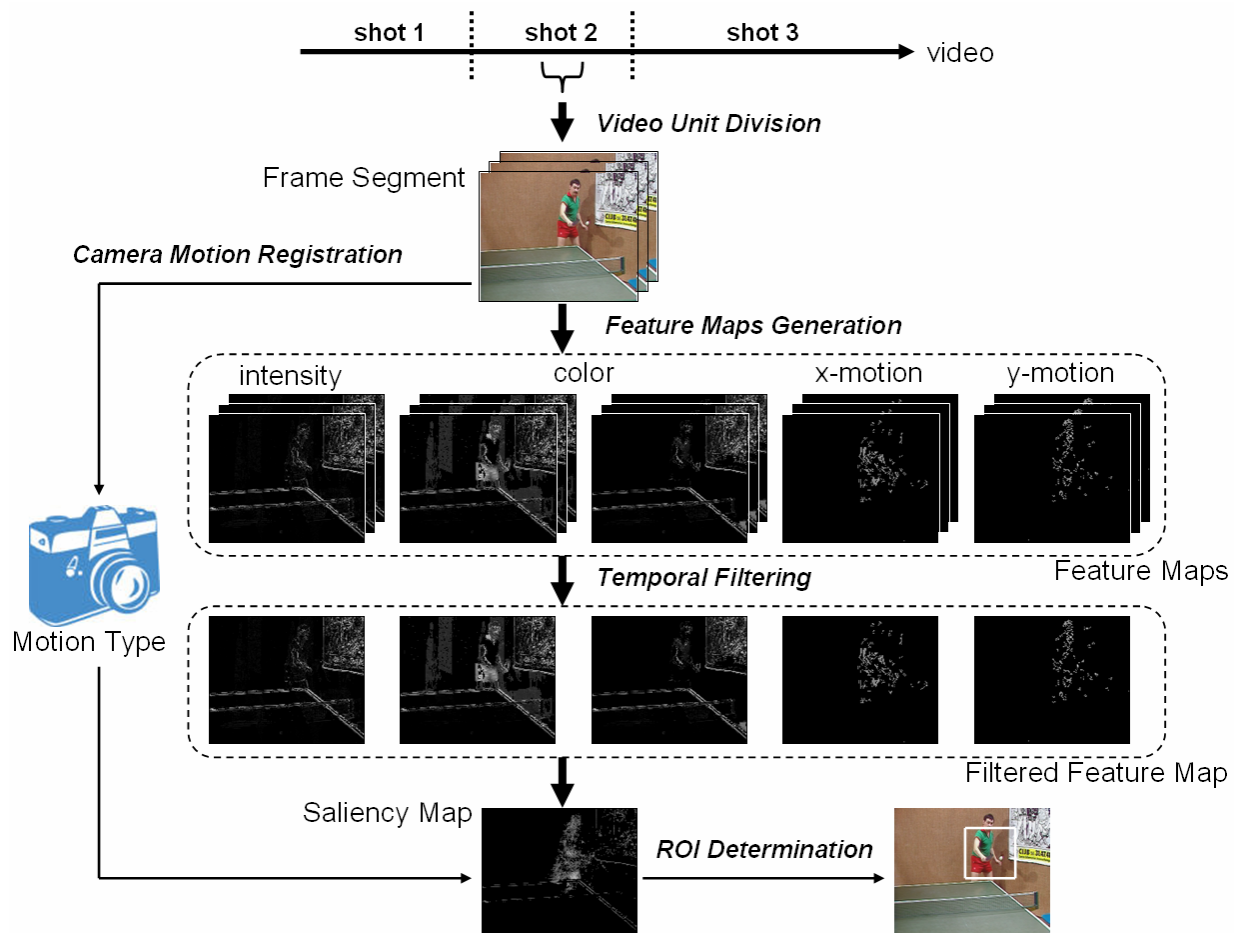 shot 1
shot 2
shot 3
video
Video Unit Division
Frame Segment
Camera Motion Registration
Feature Maps Generation
intensity
color
x-motion
y-motion
Feature Maps
Temporal Filtering
Motion Type
Filtered Feature Map
Saliency Map
ROI Determination